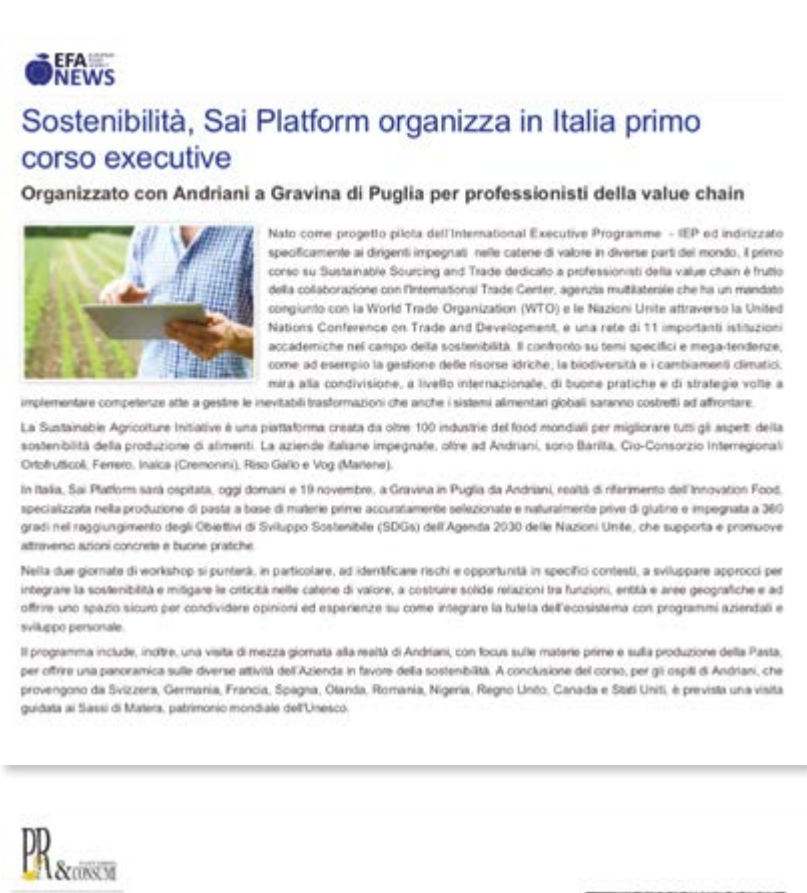 EFA
NEWS
Sostenibilità, Sai Platform organizza in Italia primo
corso executive
Organizzato con Andriani a Gravina di Puglia per professionisti della value chain
Nato come progetto pilota dell'International Executive Programme - IEP ed indirizzato
specificamente ai dirigenti impegnati nelle catene di valore in diverse parti del mondo, il primo
corso su Sustainable Sourcing and Trade dedicato a professionisti della value chain è frutto
della collaborazione con l'International Trade Center, agenzia multilaterale che ha un mandato
congiunto con la World Trade Organization (WTO) e le Nazioni Unite attraverso la United
Nations Conference on Trade and Development, e una rete di 11 importanti istituzioni
accademiche nel campo della sostenibilità. Il confronto su temi specifici e mega-tendenze,
come ad esempio la gestione delle risorse idriche, la biodiversità e i cambiamenti climatici,
mira alla condivisione, a livello internazionale, di buone pratiche e di strategie volte a
implementare competenze atte a gestire le inevitabili trasformazioni che anche i sistemi alimentari globali saranno costretti ad affrontare.
La Sustainable Agricolture Initiative è una piattaforma creata da oltre 100 industrie del food mondiali per migliorare tutti gli aspetti della
sostenibilità della produzione di alimenti. La aziende italiane impegnate, oltre ad Andriani, sono Barilla, Cio-Consorzio Interregionali
Ortofrutticoli, Ferrero, Inalca (Cremonini), Riso Gallo e Vog (Marlene).
In Italia, Sai Platform sarà ospitata, oggi domani e 19 novembre, a Gravina in Puglia da Andriani, realtà di riferimento dell'Innovation Food,
specializzata nella produzione di pasta a base di materie prime accuratamente selezionate e naturalmente prive di glutine e impegnata a 360
gradi nel raggiungimento degli Obiettivi di Sviluppo Sostenibile (SDGs) dell'Agenda 2030 delle Nazioni Unite, che supporta e promuove
attraverso azioni concrete e buone pratiche.
Nella due giornate di workshop si punterà, in particolare, ad identificare rischi e opportunità in specifici contesti, a sviluppare approcci per
integrare la sostenibilità e mitigare le criticità nelle catene di valore, a costruire solide relazioni tra funzioni, entità e aree geografiche e ad
offrire uno spazio sicuro per condividere opinioni ed esperienze su come integrare la tutela dell'ecosistema con programmi aziendali e
sviluppo personale.
Il programma include, inoltre, una visita di mezza giornata alla realtà di Andriani, con focus sulle materie prime e sulla produzione della Pasta,
per offrire una panoramica sulle diverse attività dell'Azienda in favore della sostenibilità. A conclusione del corso, per gli ospiti di Andriani, che
provengono da Svizzera, Germania, Francia, Spagna, Olanda, Romania, Nigeria, Regno Unito, Canada e Stati Uniti, è prevista una visita
guidata ai Sassi di Matera, patrimonio mondiale dell'Unesco.
PR
& CONSUMI